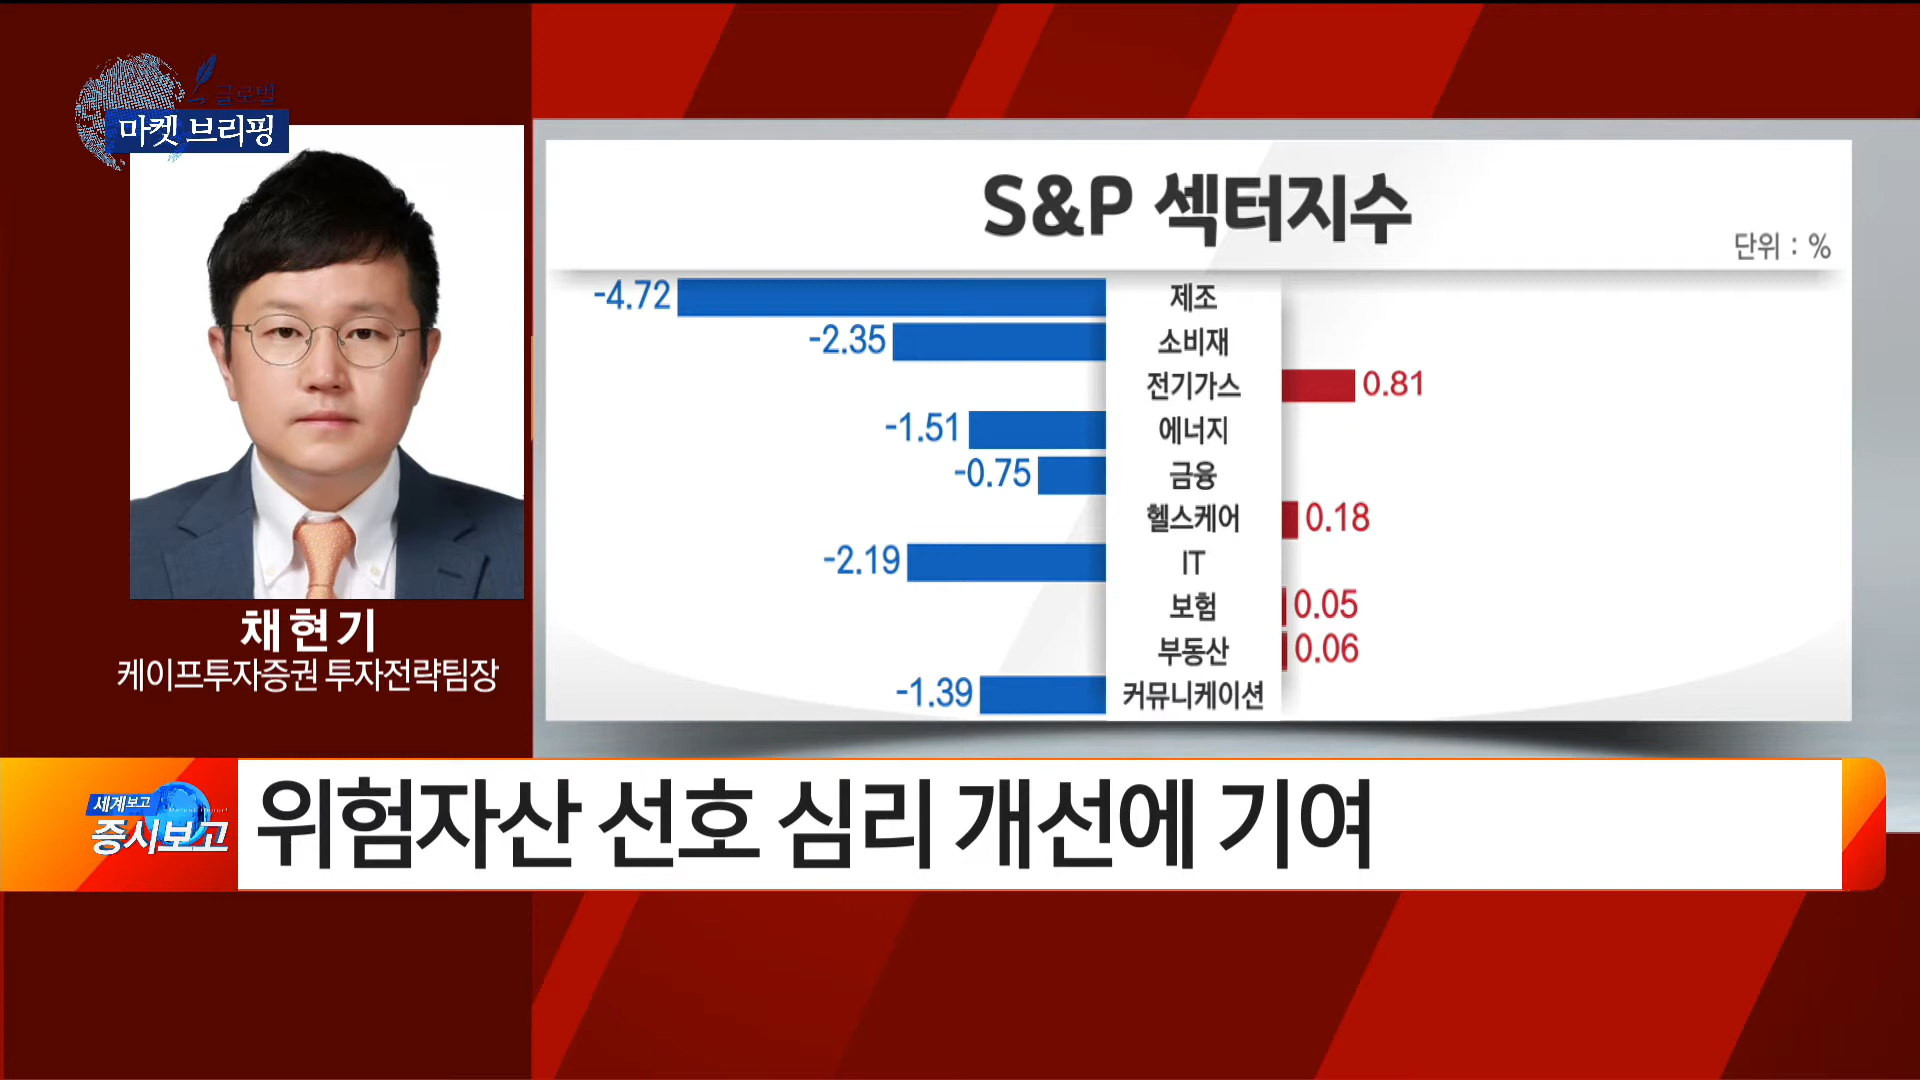 글로벌
마켓 브리핑
S&P 섹터지수
단위 : %
-4.72 제조
-2.35 소비재
전기가스 0.81
-1.51 에너지
-0.75 금융
헬스케어 0.18
-2.19 IT
보험 0.05
부동산 0.06
-1.39 커뮤니케이션
채현기
케이프투자증권 투자전략팀장
세계보고
증시보고
위험자산 선호 심리 개선에 기여